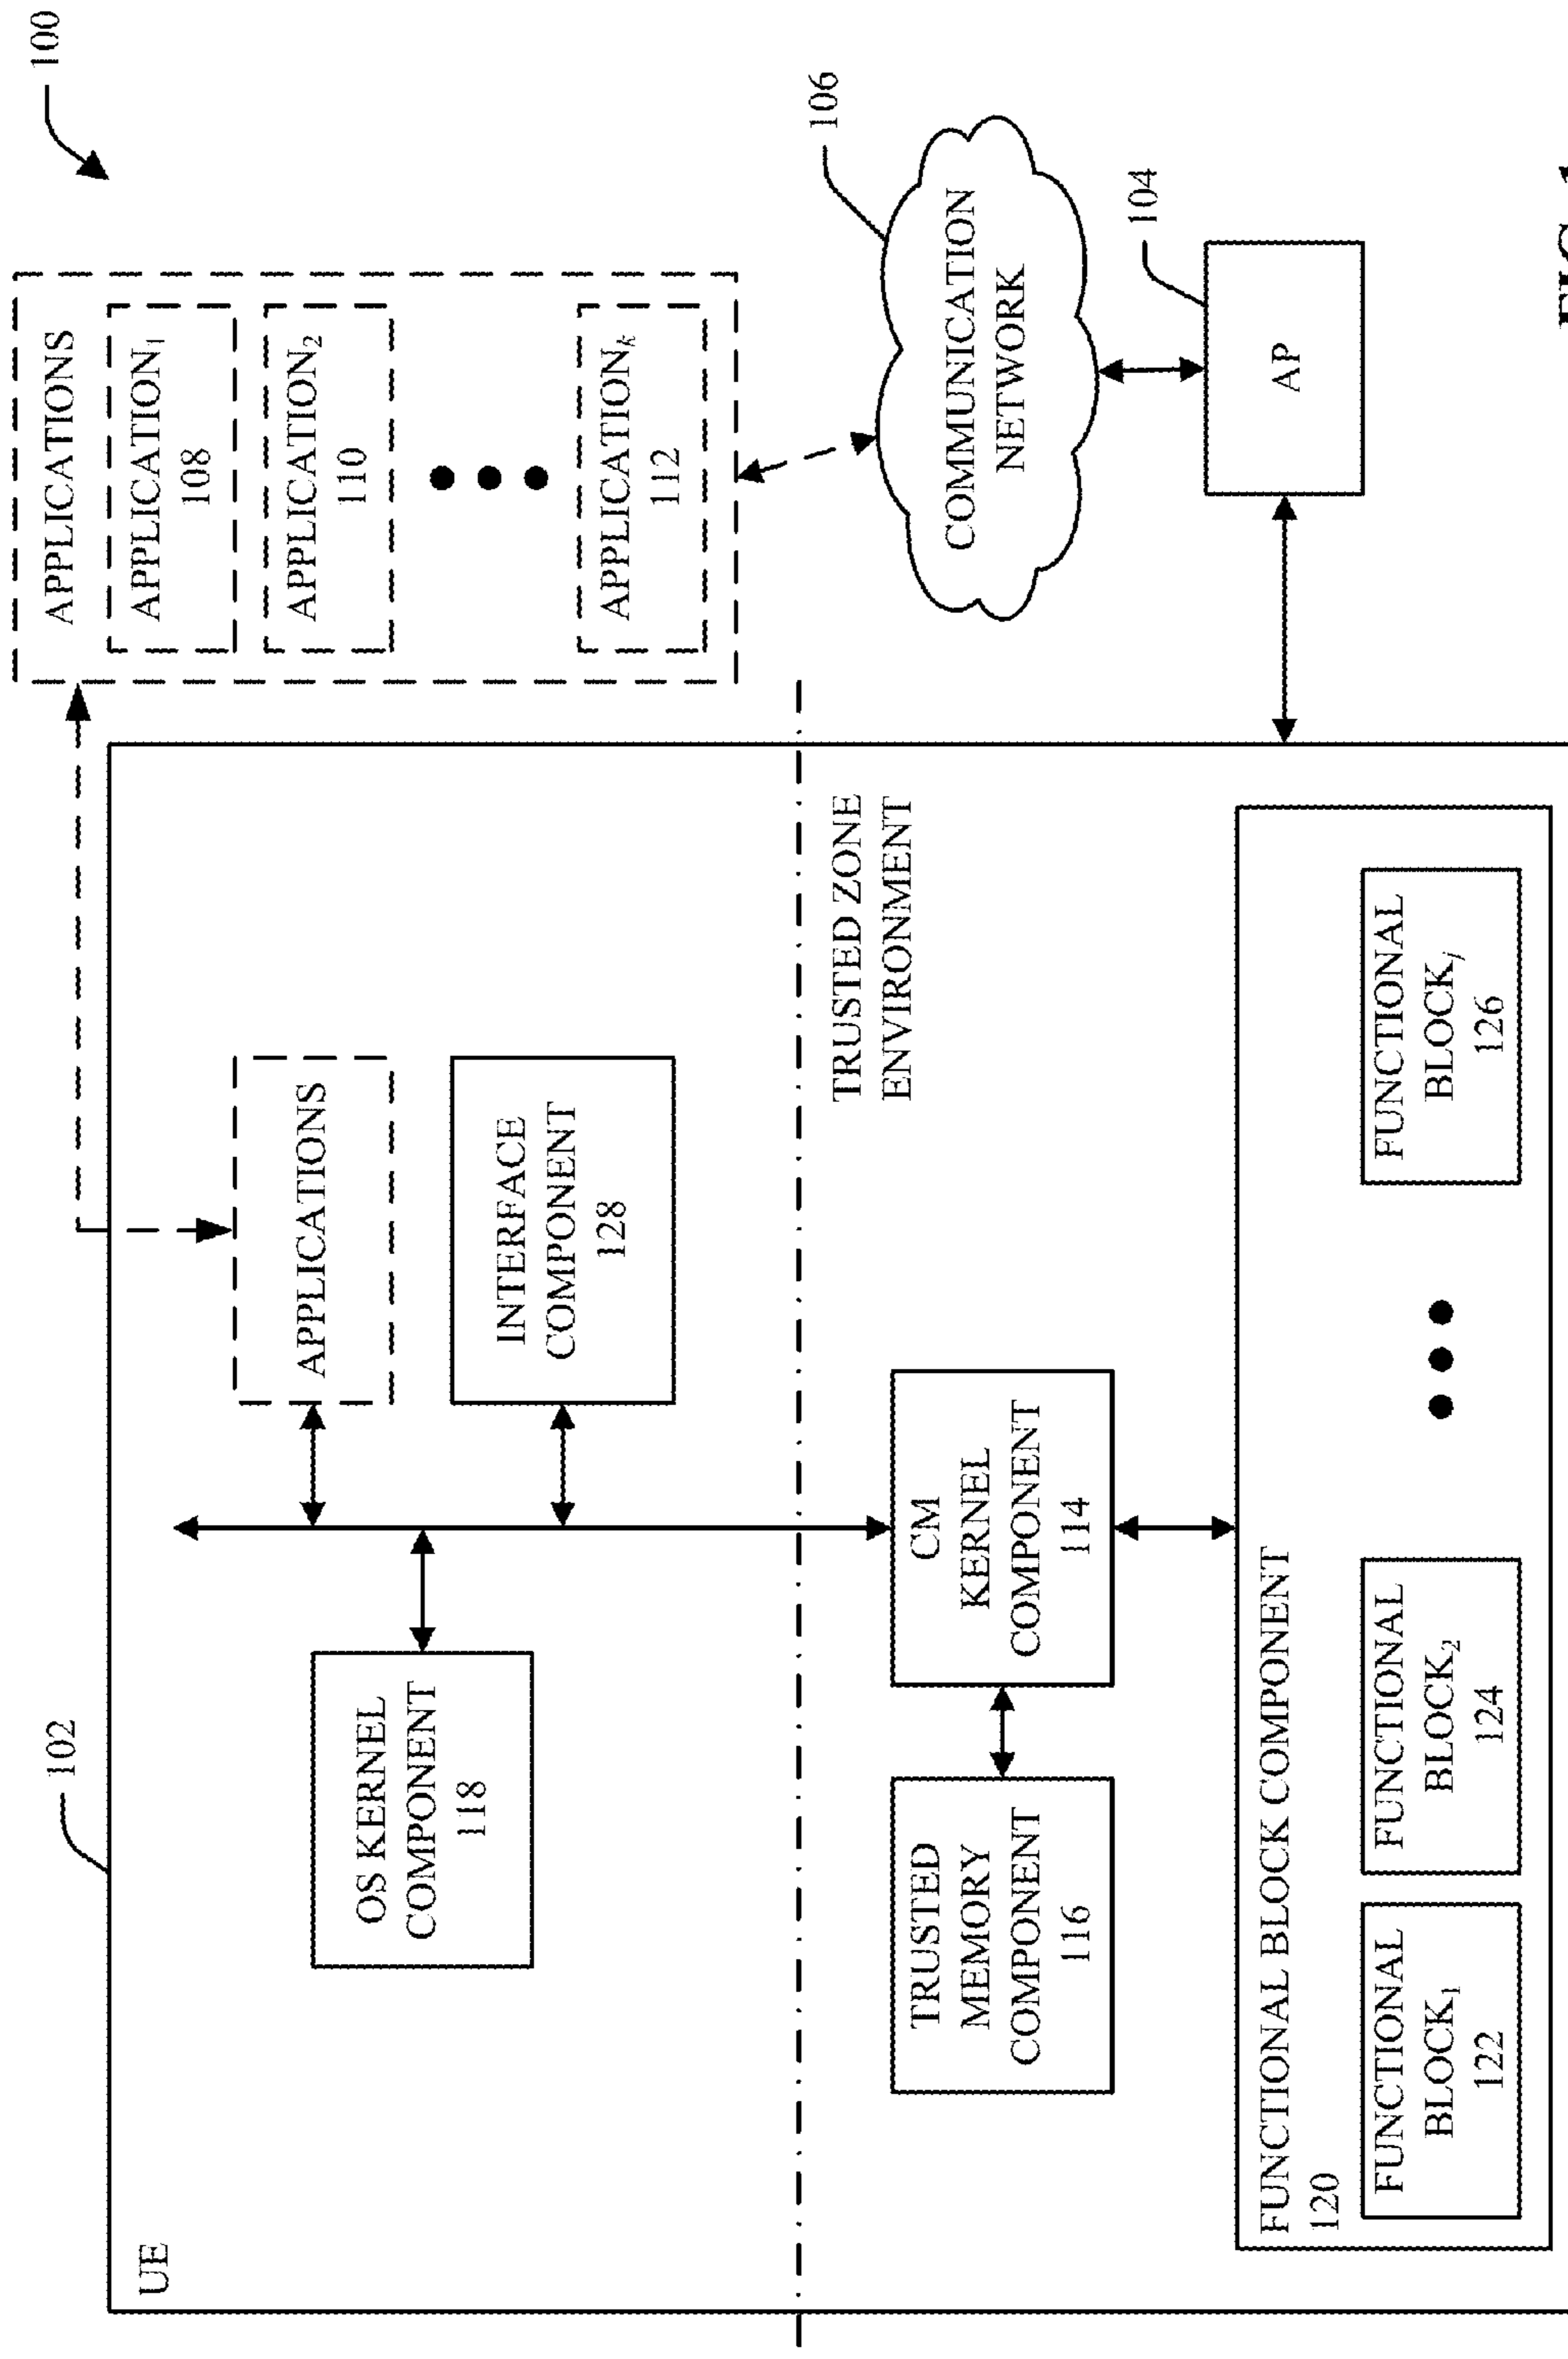 100
102
UE
OS KERNEL
COMPONENT
118
APPLICATIONS
INTERFACE
COMPONENT
128
APPLICATIONS
APPLICATION₁
108
APPLICATION₂
110
APPLICATIONₖ
112
106
COMMUNICATION
NETWORK
104
AP
TRUSTED ZONE
ENVIRONMENT
TRUSTED
MEMORY
COMPONENT
116
CM
KERNEL
COMPONENT
114
FUNCTIONAL BLOCK COMPONENT
120
FUNCTIONAL
BLOCK₁
122
FUNCTIONAL
BLOCK₂
124
FUNCTIONAL
BLOCKⱼ
126